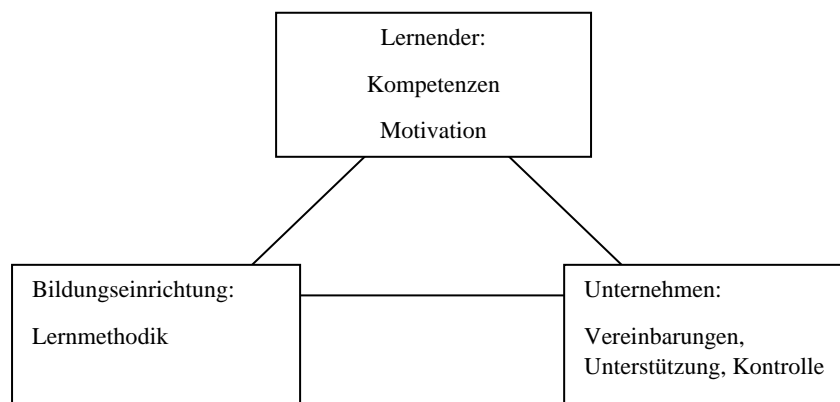 Lernender:
Kompetenzen
Motivation
Bildungseinrichtung:
Lernmethodik
Unternehmen:
Vereinbarungen,
Unterstützung, Kontrolle